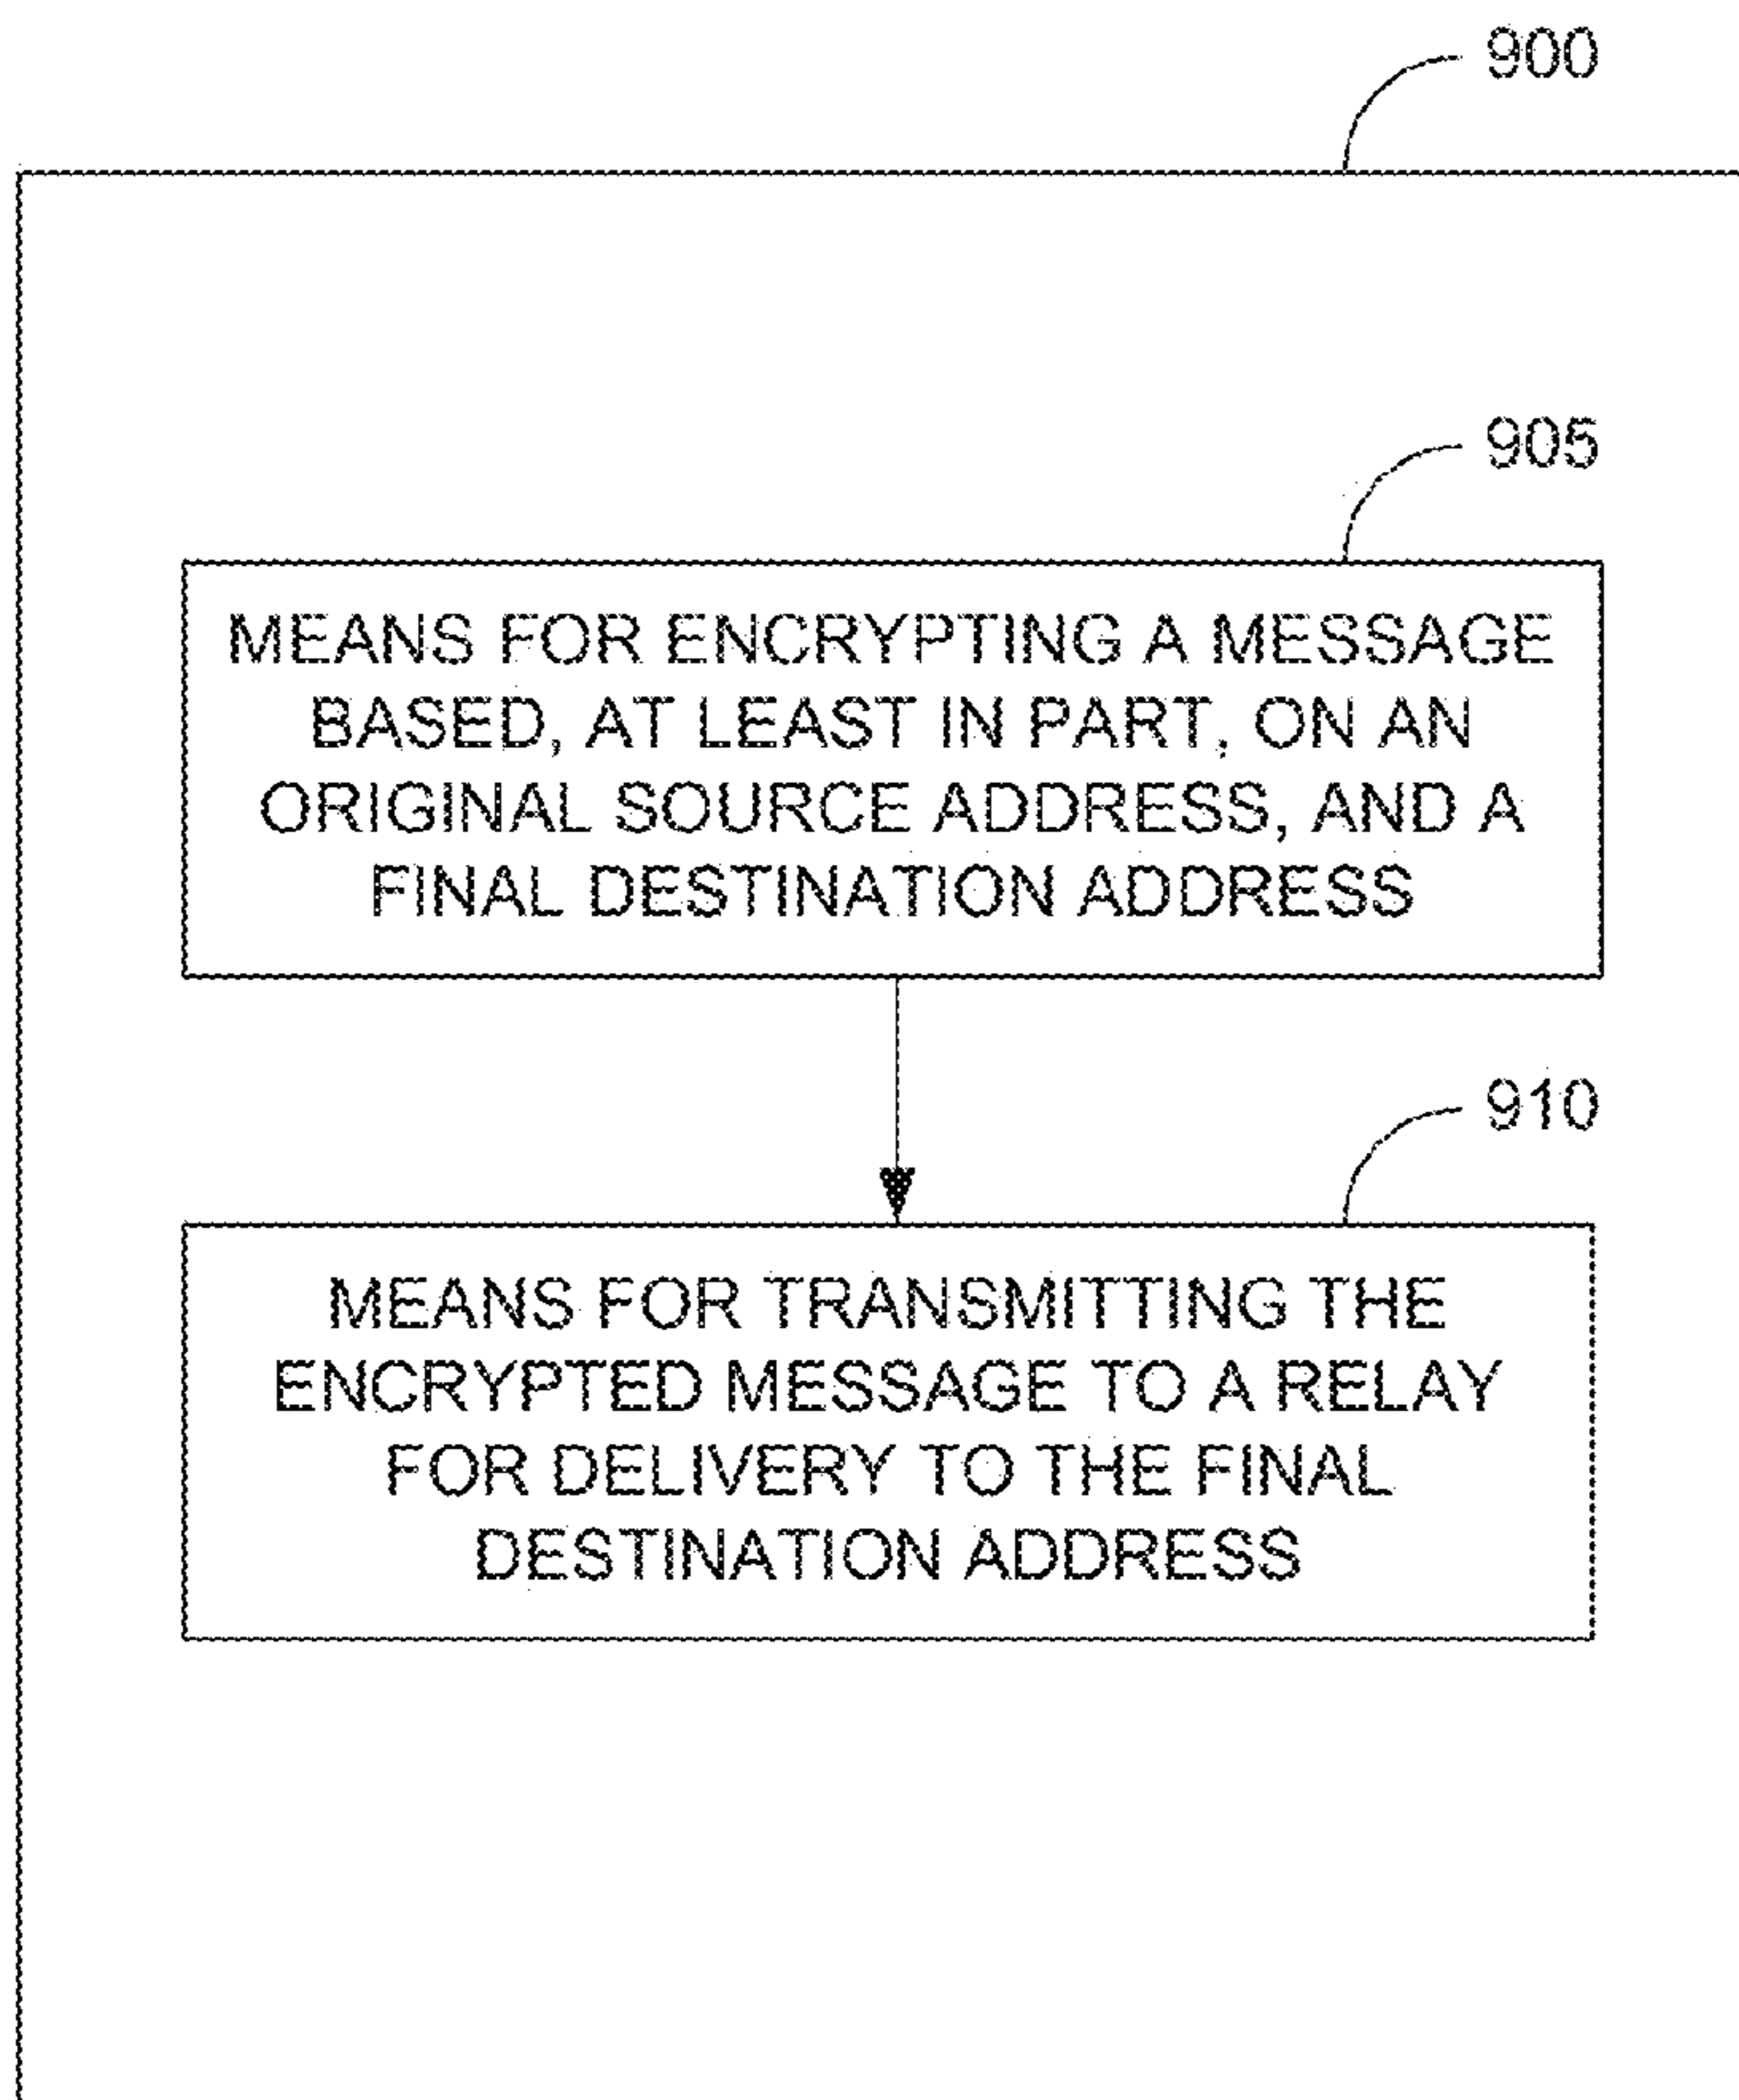 900
905
MEANS FOR ENCRYPTING A MESSAGE
BASED, AT LEAST IN PART, ON AN
ORIGINAL SOURCE ADDRESS, AND A
FINAL DESTINATION ADDRESS
910
MEANS FOR TRANSMITTING THE
ENCRYPTED MESSAGE TO A RELAY
FOR DELIVERY TO THE FINAL
DESTINATION ADDRESS